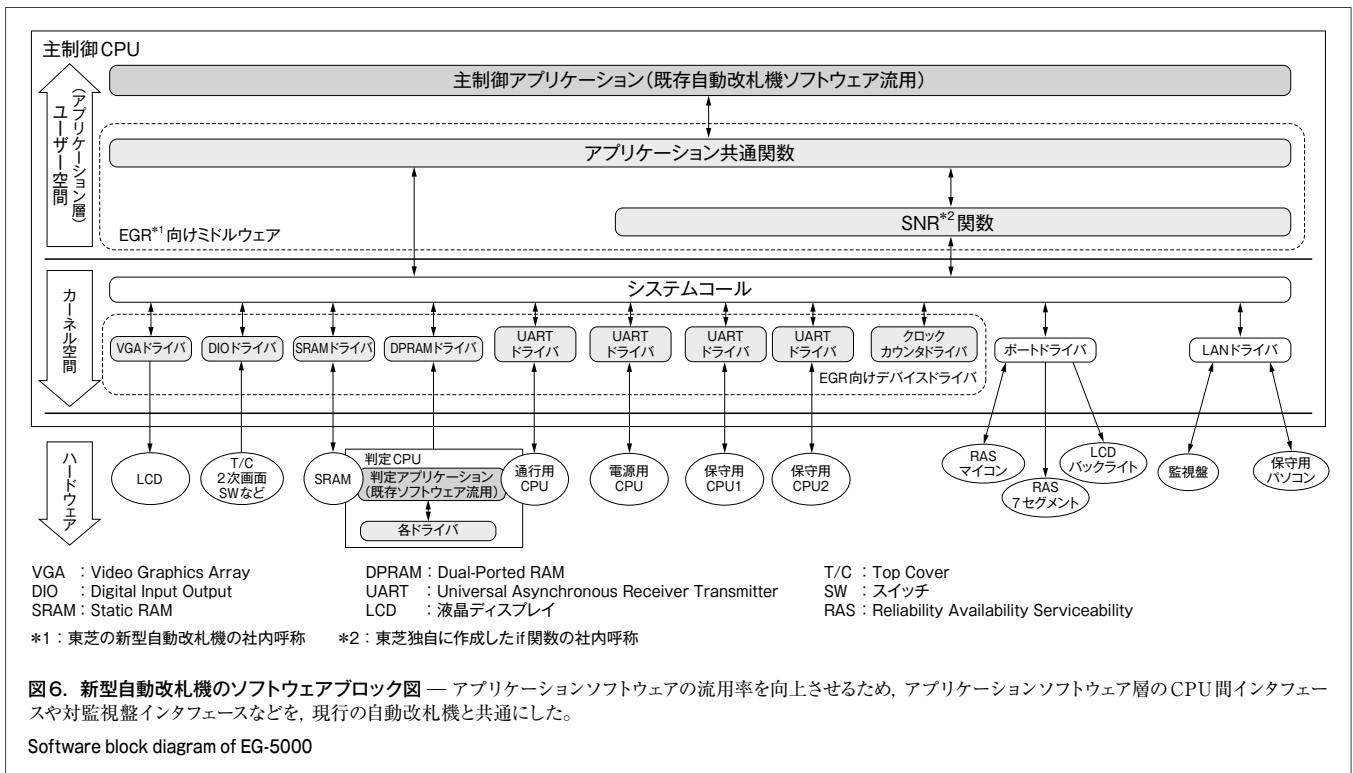 主制御CPU
ユーザー空間
（アプリケーション層）
主制御アプリケーション（既存自動改札機ソフトウェア流用）
アプリケーション共通関数
SNR*2関数
EGR*1向けミドルウェア
カーネル空間
システムコール
VGAドライバ
DIOドライバ
SRAMドライバ
DPRAMドライバ
UART
ドライバ
UART
ドライバ
UART
ドライバ
UART
ドライバ
クロック
カウンタドライバ
ポートドライバ
LANドライバ
EGR向けデバイスドライバ
ハードウェア
LCD
T/C
2次画面
SWなど
SRAM
判定CPU
判定アプリケーション
（既存ソフトウェア流用）
各ドライバ
通行用
CPU
電源用
CPU
保守用
CPU1
保守用
CPU2
RAS
マイコン
RAS
7セグメント
LCD
バックライト
監視盤
保守用
パソコン
VGA ：Video Graphics Array
DIO ：Digital Input Output
SRAM：Static RAM
DPRAM：Dual-Ported RAM
UART ：Universal Asynchronous Receiver Transmitter
LCD ：液晶ディスプレイ
T/C ：Top Cover
SW ：スイッチ
RAS：Reliability Availability Serviceability
*1：東芝の新型自動改札機の社内呼称 *2：東芝独自に作成したif関数の社内呼称
図6．新型自動改札機のソフトウェアブロック図 ― アプリケーションソフトウェアの流用率を向上させるため，アプリケーションソフトウェア層のCPU間インタフェー
スや対監視盤インタフェースなどを，現行の自動改札機と共通にした。
Software block diagram of EG-5000